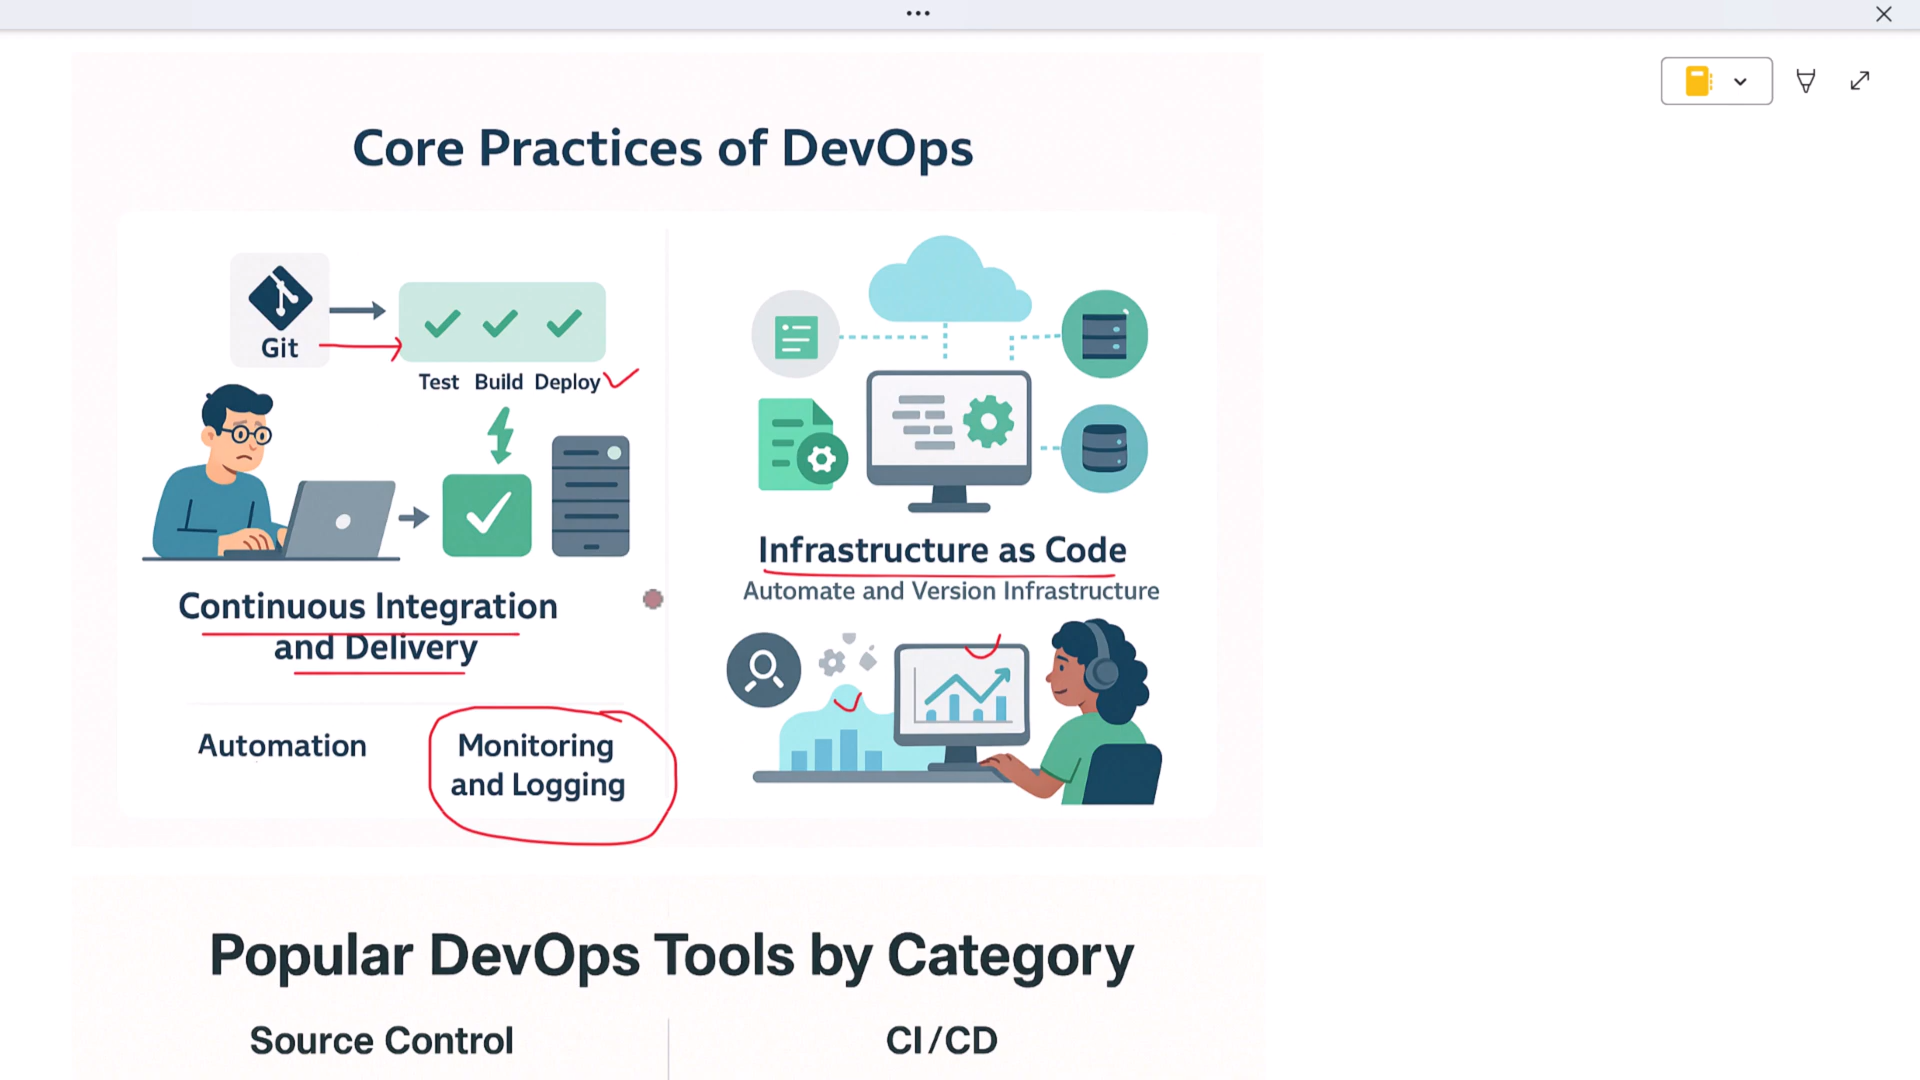 Core Practices of DevOps
Git
Test Build Deploy
Continuous Integration
and Delivery
Automation
Monitoring
and Logging
Infrastructure as Code
Automate and Version Infrastructure
Popular DevOps Tools by Category
Source Control
CI/CD